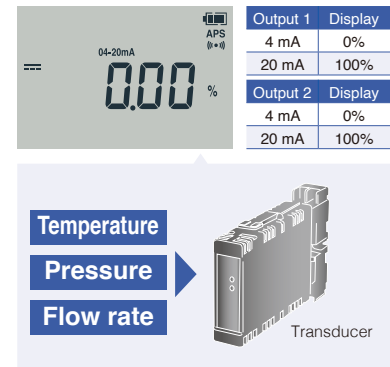 APS
04-20mA
0.00 %
Output 1 Display
4 mA 0%
20 mA 100%
Output 2 Display
4 mA 0%
20 mA 100%
Temperature
Pressure
Flow rate
Transducer